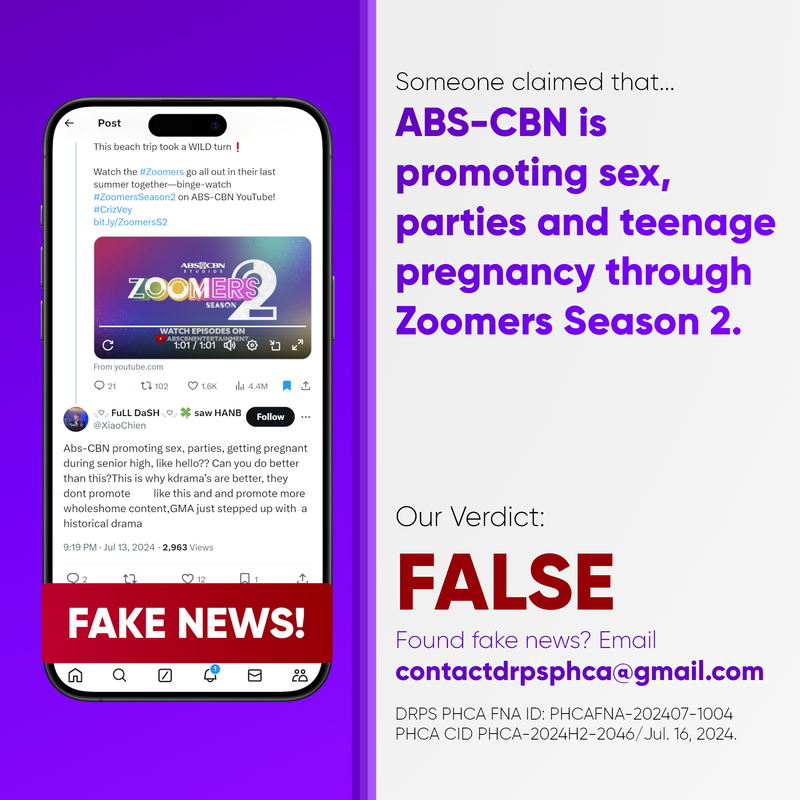 Post
This beach trip took a WILD turn❗
Watch the #Zoomers go all out in their last
summer together—binge-watch
#ZoomersSeason2 on ABS-CBN YouTube!
#CrizVey
bit.ly/ZoomersS2
ABS-CBN
STUDIOS
ZOOMERS
2
SEASON
WATCH EPISODES ON
ABSCBNENTERTAINMENT
1:01 / 1:01
From youtube.com
21 102 1.6K 4.4M
FuLL DaSH saw HANB
Follow
@XiaoChien
Abs-CBN promoting sex, parties, getting pregnant
during senior high, like hello?? Can you do better
than this?This is why kdrama's are better, they
dont promote like this and and promote more
wholeshome content,GMA just stepped up with a
historical drama
9:19 PM · Jul 13, 2024 · 2,963 Views
2 12 1
FAKE NEWS!
1
Someone claimed that...
ABS-CBN is
promoting sex,
parties and teenage
pregnancy through
Zoomers Season 2.
Our Verdict:
FALSE
Found fake news? Email
contactdrpsphca@gmail.com
DRPS PHCA FNA ID: PHCAFNA-202407-1004
PHCA CID PHCA-2024H2-2046/Jul. 16, 2024.